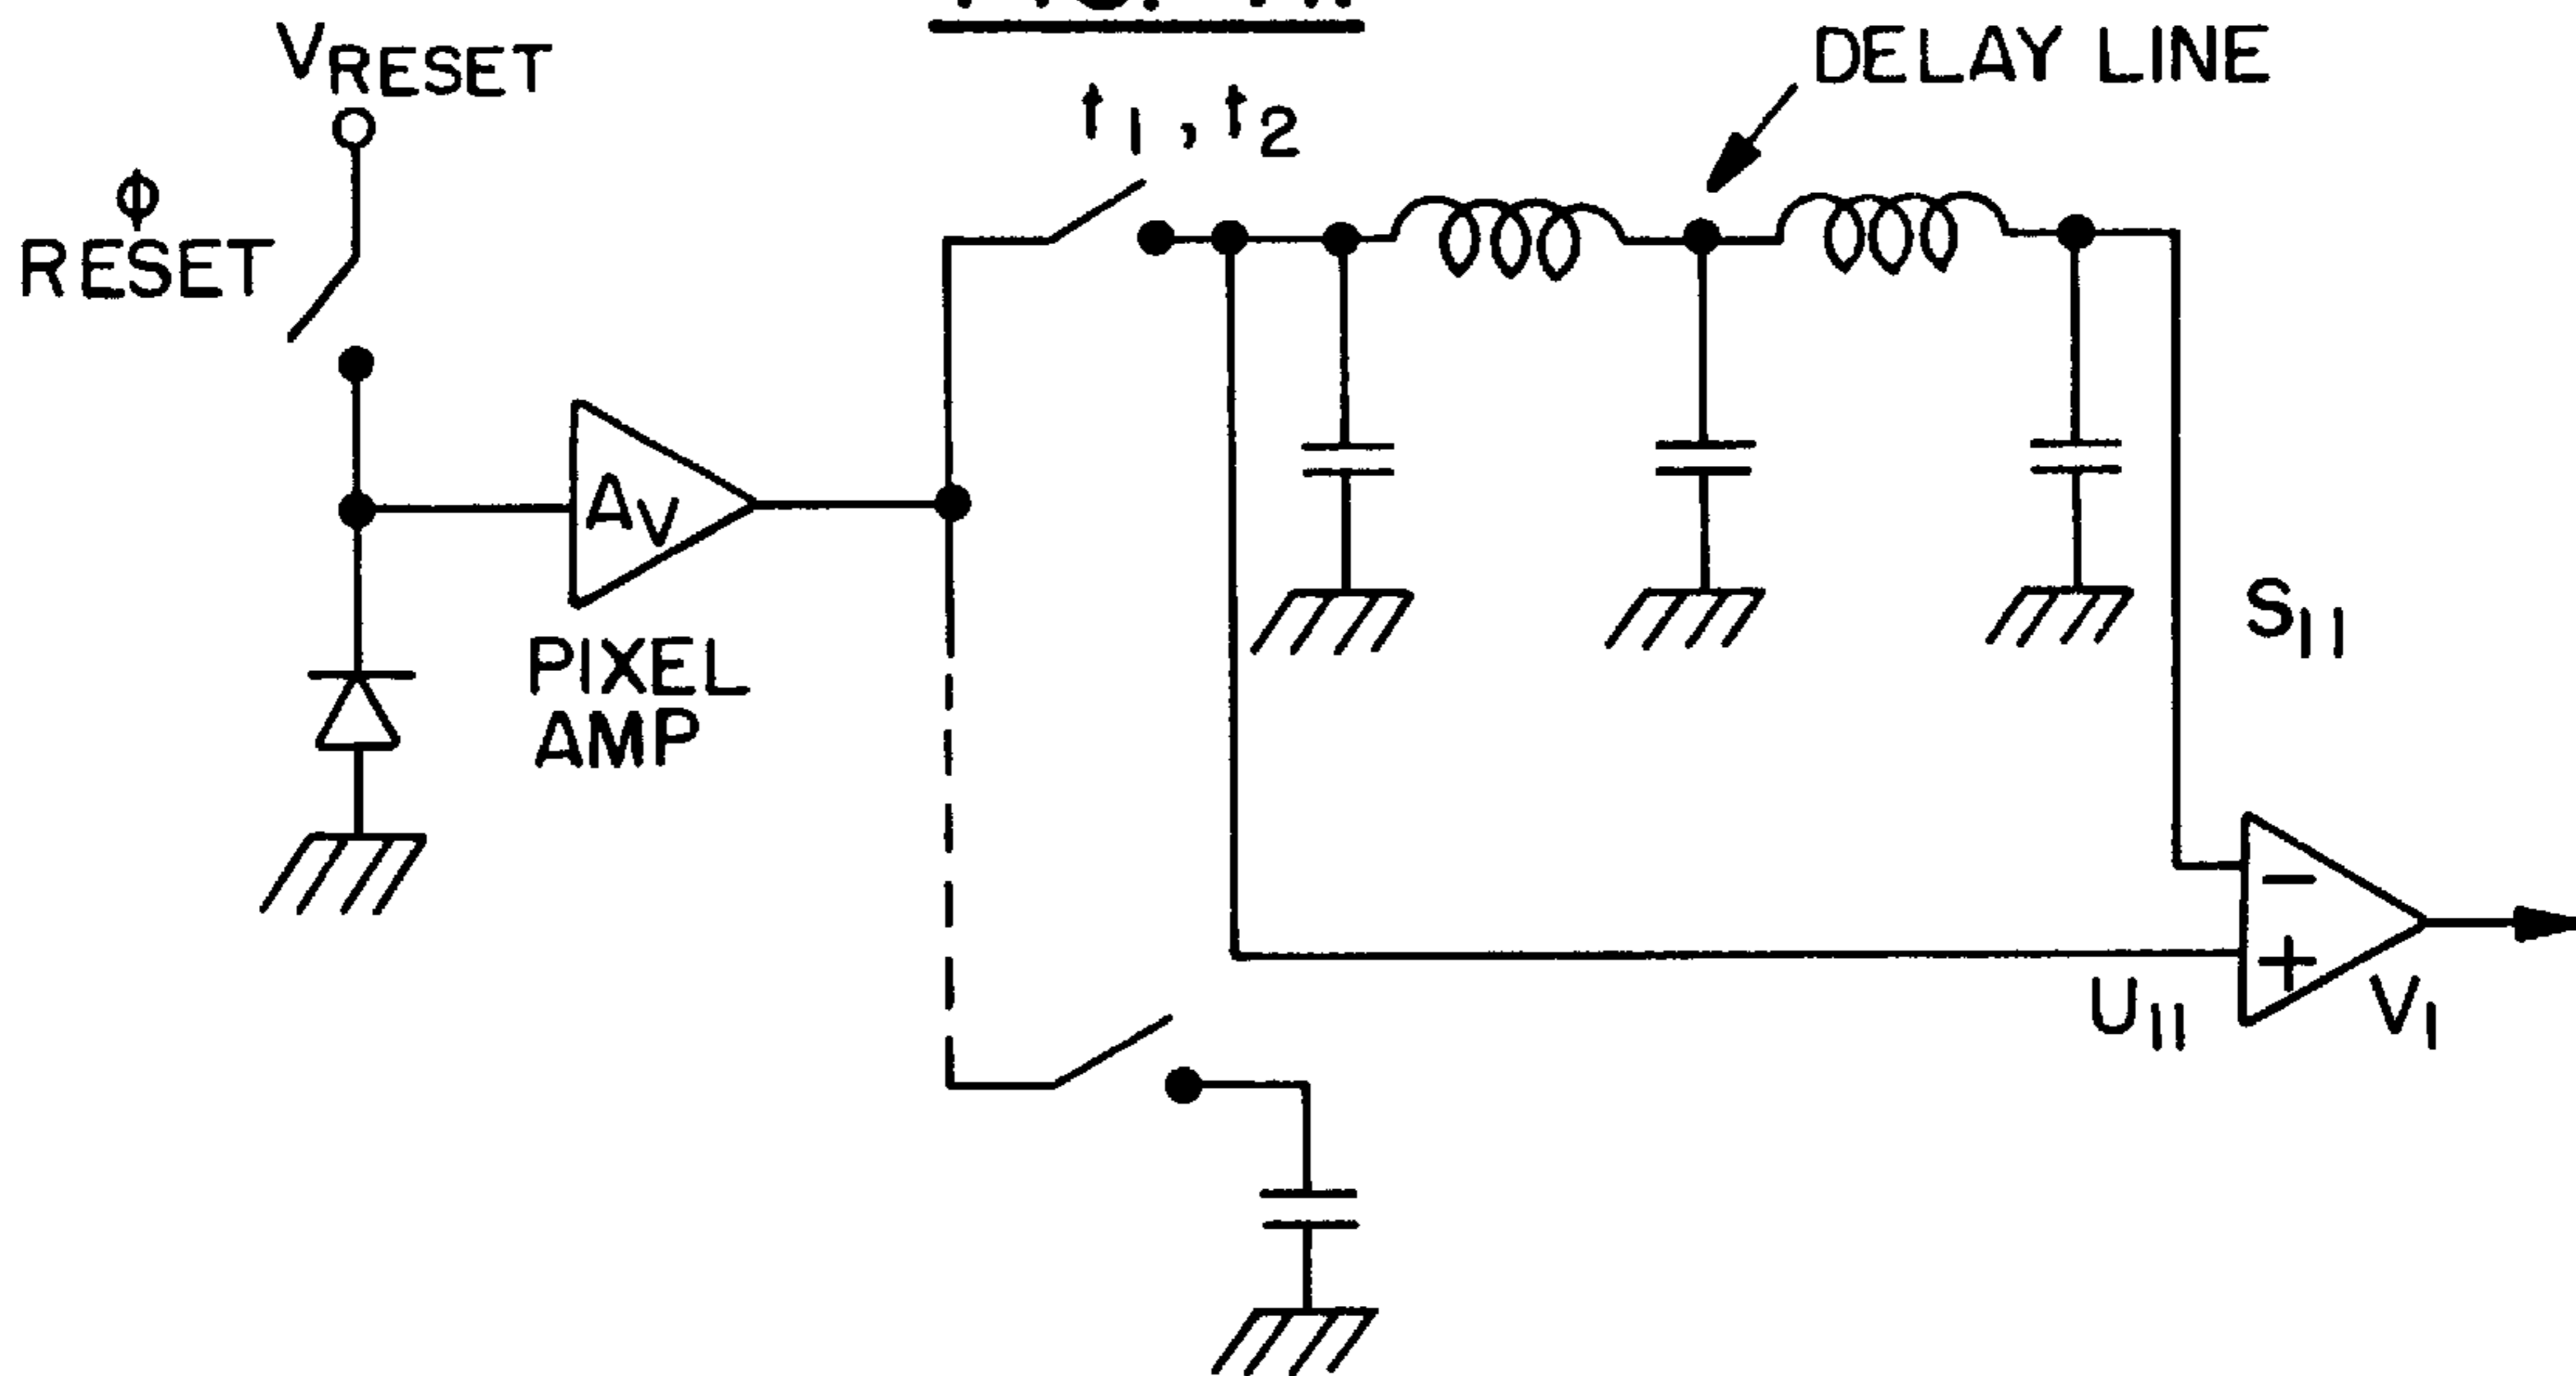 VRESET
t1, t2
DELAY LINE
ϕ
RESET
AV
PIXEL
AMP
S11
−
+
U11
V1